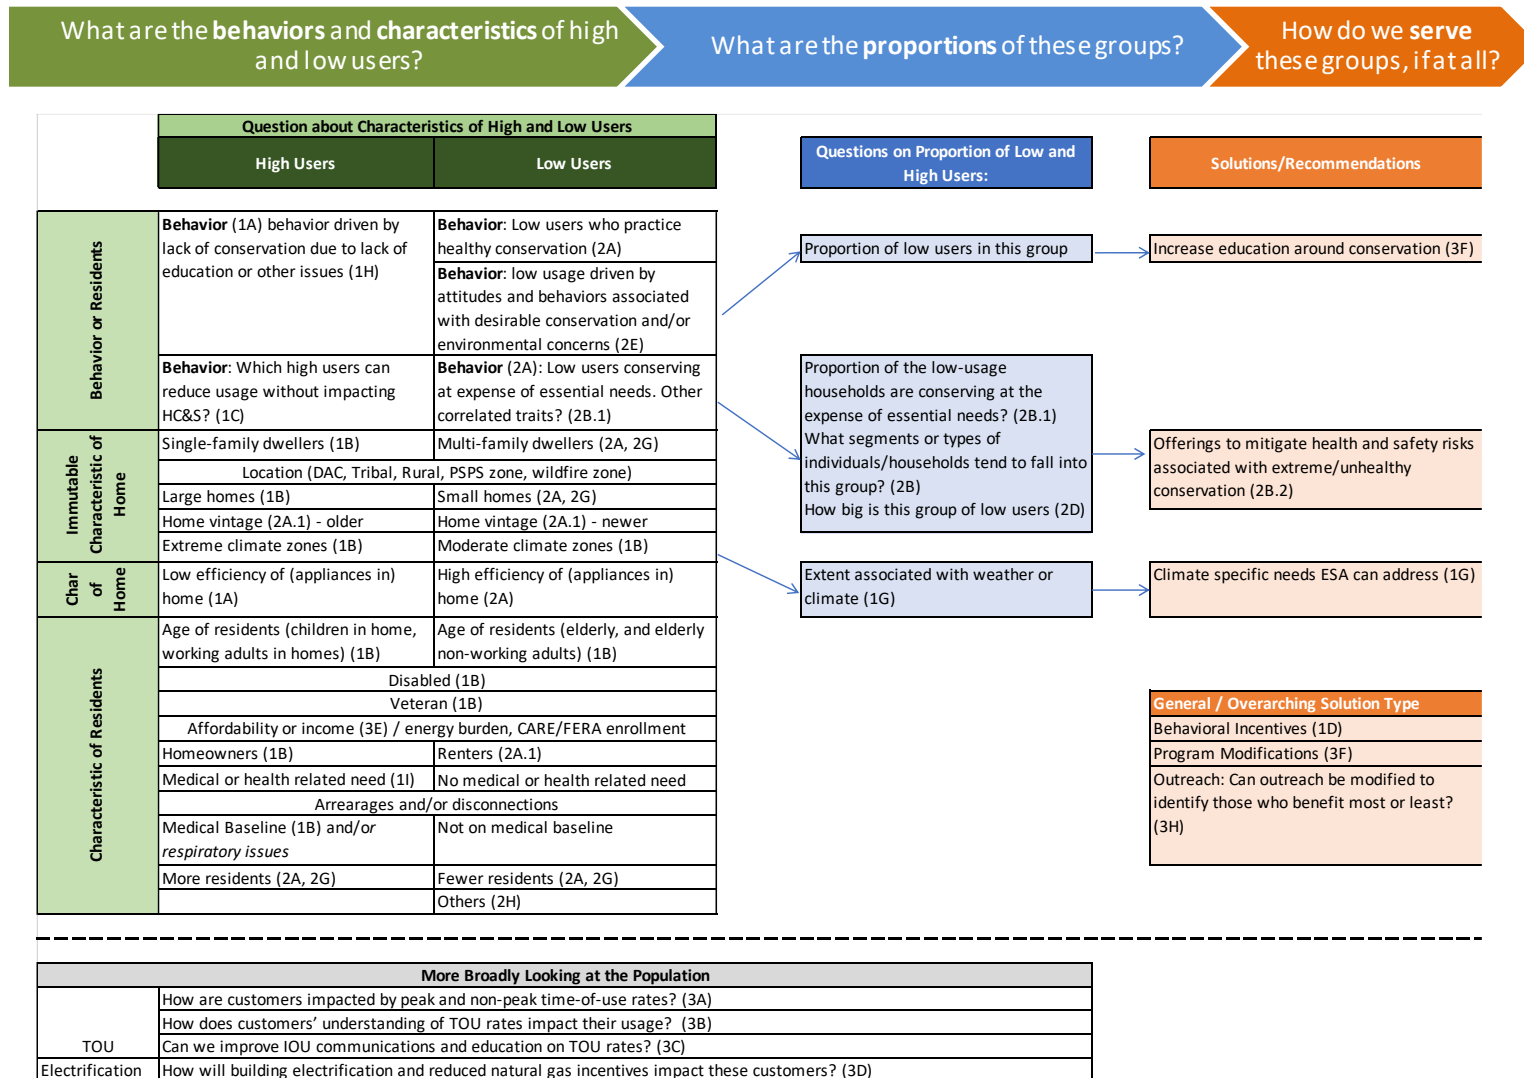 What are the behaviors and characteristics of high
and low users?
What are the proportions of these groups?
How do we serve
these groups, if at all?
Question about Characteristics of High and Low Users
High Users
Low Users
Questions on Proportion of Low and
High Users:
Solutions/Recommendations
Behavior or Residents
Behavior (1A) behavior driven by
lack of conservation due to lack of
education or other issues (1H)
Behavior: Low users who practice
healthy conservation (2A)
Behavior: low usage driven by
attitudes and behaviors associated
with desirable conservation and/or
environmental concerns (2E)
Proportion of low users in this group
Increase education around conservation (3F)
Behavior: Which high users can
reduce usage without impacting
HC&S? (1C)
Behavior (2A): Low users conserving
at expense of essential needs. Other
correlated traits? (2B.1)
Proportion of the low-usage
households are conserving at the
expense of essential needs? (2B.1)
What segments or types of
individuals/households tend to fall into
this group? (2B)
How big is this group of low users (2D)
Offerings to mitigate health and safety risks
associated with extreme/unhealthy
conservation (2B.2)
Immutable
Characteristic of
Home
Single-family dwellers (1B)
Multi-family dwellers (2A, 2G)
Location (DAC, Tribal, Rural, PSPS zone, wildfire zone)
Large homes (1B)
Small homes (2A, 2G)
Home vintage (2A.1) - older
Home vintage (2A.1) - newer
Extreme climate zones (1B)
Moderate climate zones (1B)
Char
of
Home
Low efficiency of (appliances in)
home (1A)
High efficiency of (appliances in)
home (2A)
Extent associated with weather or
climate (1G)
Climate specific needs ESA can address (1G)
Characteristic of Residents
Age of residents (children in home,
working adults in homes) (1B)
Age of residents (elderly, and elderly
non-working adults) (1B)
Disabled (1B)
Veteran (1B)
Affordability or income (3E) / energy burden, CARE/FERA enrollment
Homeowners (1B)
Renters (2A.1)
Medical or health related need (1I)
No medical or health related need
Arrearages and/or disconnections
Medical Baseline (1B) and/or
respiratory issues
Not on medical baseline
More residents (2A, 2G)
Fewer residents (2A, 2G)
Others (2H)
General / Overarching Solution Type
Behavioral Incentives (1D)
Program Modifications (3F)
Outreach: Can outreach be modified to
identify those who benefit most or least?
(3H)
More Broadly Looking at the Population
TOU
How are customers impacted by peak and non-peak time-of-use rates? (3A)
How does customers’ understanding of TOU rates impact their usage? (3B)
Can we improve IOU communications and education on TOU rates? (3C)
Electrification
How will building electrification and reduced natural gas incentives impact these customers? (3D)